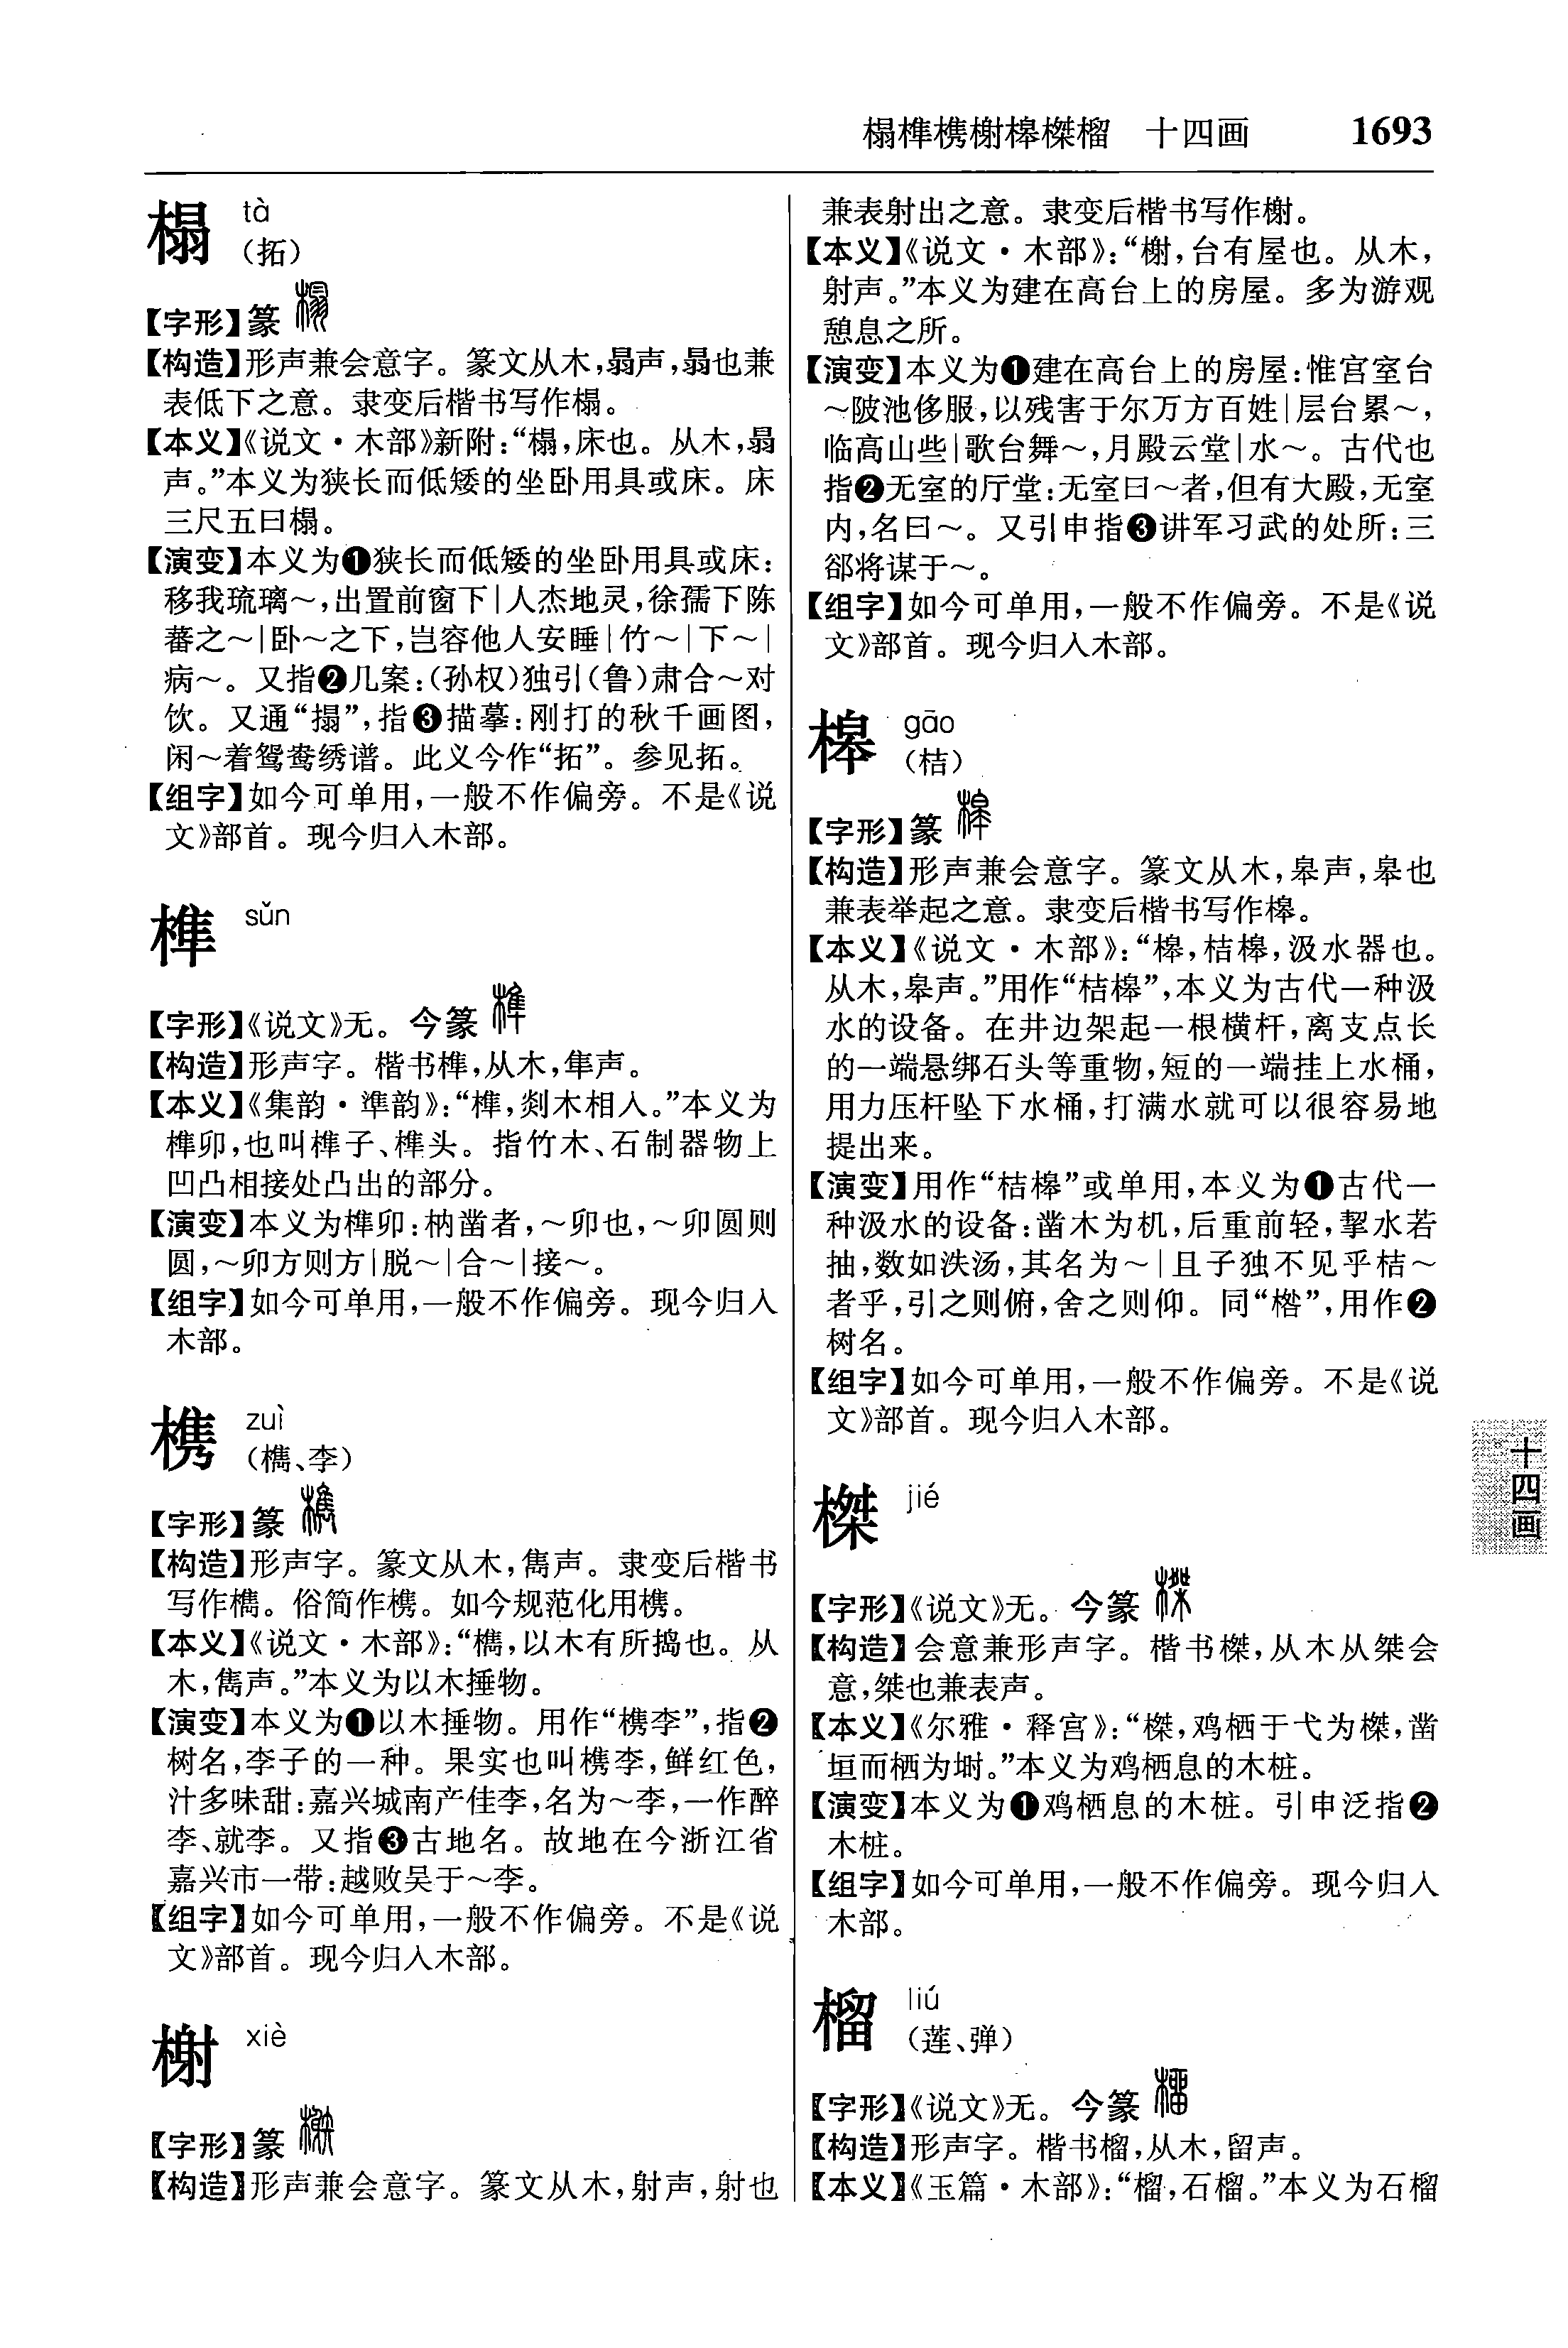 榻榫槜榭槔榤榴　十四画　1693
榻 tà
（拓）
【字形】篆
【构造】形声兼会意字。篆文从木，弱声，弱也兼
表低下之意。隶变后楷书写作榻。
【本义】《说文·木部》新附：“榻，床也。从木，弱
声。”本义为狭长而低矮的坐卧用具或床。床
三尺五曰榻。
【演变】本义为❶狭长而低矮的坐卧用具或床：
移我琉璃～，出置前窗下|人杰地灵，徐孺下陈
蕃之～|卧～之下，岂容他人安睡|竹～|下～|
病～。又指❷几案：（孙权）独引（鲁）肃合～对
饮。又通“搨”，指❸描摹：刚打的秋千画图，
闲～着鸳鸯绣谱。此义今作“拓”。参见拓。
【组字】如今可单用，一般不作偏旁。不是《说
文》部首。现今归入木部。
榫 sǔn
【字形】《说文》无。今篆
【构造】形声字。楷书榫，从木，隼声。
【本义】《集韵·準韵》：“榫，剡木相入。”本义为
榫卯，也叫榫子、榫头。指竹木、石制器物上
凹凸相接处凸出的部分。
【演变】本义为榫卯：枘凿者，～卯也，～卯圆则
圆，～卯方则方|脱～|合～|接～。
【组字】如今可单用，一般不作偏旁。现今归入
木部。
槜 zuì
（檇、李）
【字形】篆
【构造】形声字。篆文从木，雋声。隶变后楷书
写作檇。俗简作槜。如今规范化用槜。
【本义】《说文·木部》：“檇，以木有所捣也。从
木，雋声。”本义为以木捶物。
【演变】本义为❶以木捶物。用作“槜李”，指❷
树名，李子的一种。果实也叫槜李，鲜红色，
汁多味甜：嘉兴城南产佳李，名为～李，一作醉
李、就李。又指❸古地名。故地在今浙江省
嘉兴市一带：越败吴于～李。
【组字】如今可单用，一般不作偏旁。不是《说
文》部首。现今归入木部。
榭 xiè
【字形】篆
【构造】形声兼会意字。篆文从木，射声，射也
兼表射出之意。隶变后楷书写作榭。
【本义】《说文·木部》：“榭，台有屋也。从木，
射声。”本义为建在高台上的房屋。多为游观
憩息之所。
【演变】本义为❶建在高台上的房屋：惟宫室台
～陂池侈服，以残害于尔万方百姓|层台累～，
临高山些|歌台舞～，月殿云堂|水～。古代也
指❷无室的厅堂：无室曰～者，但有大殿，无室
内，名曰～。又引申指❸讲军习武的处所：三
郤将谋于～。
【组字】如今可单用，一般不作偏旁。不是《说
文》部首。现今归入木部。
槔 gāo
（桔）
【字形】篆
【构造】形声兼会意字。篆文从木，皋声，皋也
兼表举起之意。隶变后楷书写作槔。
【本义】《说文·木部》：“槔，桔槔，汲水器也。
从木，皋声。”用作“桔槔”，本义为古代一种汲
水的设备。在井边架起一根横杆，离支点长
的一端悬绑石头等重物，短的一端挂上水桶，
用力压杆坠下水桶，打满水就可以很容易地
提出来。
【演变】用作“桔槔”或单用，本义为❶古代一
种汲水的设备：凿木为机，后重前轻，挈水若
抽，数如泆汤，其名为～|且子独不见乎桔～
者乎，引之则俯，舍之则仰。同“楷”，用作❷
树名。
【组字】如今可单用，一般不作偏旁。不是《说
文》部首。现今归入木部。
榤 jié
【字形】《说文》无。今篆
【构造】会意兼形声字。楷书榤，从木从桀会
意，桀也兼表声。
【本义】《尔雅·释宫》：“榤，鸡栖于弋为榤，凿
垣而栖为埘。”本义为鸡栖息的木桩。
【演变】本义为❶鸡栖息的木桩。引申泛指❷
木桩。
【组字】如今可单用，一般不作偏旁。现今归入
木部。
榴 liú
（莲、弹）
【字形】《说文》无。今篆
【构造】形声字。楷书榴，从木，留声。
【本义】《玉篇·木部》：“榴，石榴。”本义为石榴
十四画